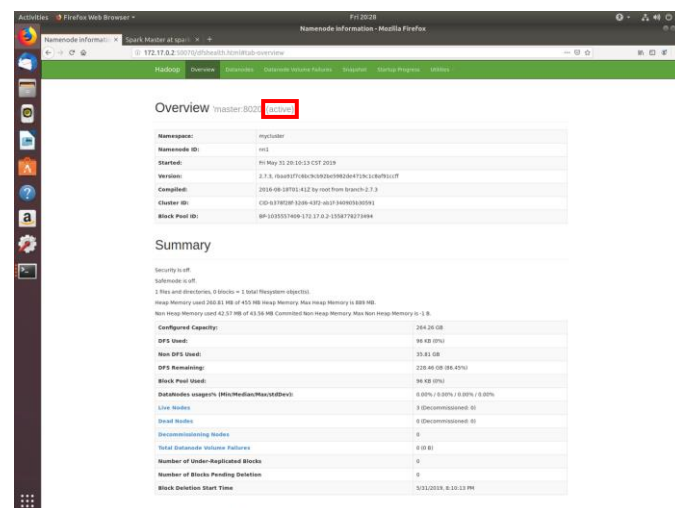 Activities Firefox Web Browser Fri 20:28
Namenode information - Mozilla Firefox
Namenode informatio Spark Master at spark
172.17.0.2:50070/dfshealth.html#tab-overview
Hadoop Overview Datanodes Datanode Volume Failures Snapshot Startup Progress Utilities
Overview 'master:8020' (active)
Namespace: mycluster
Namenode ID: nn1
Started: Fri May 31 20:10:13 CST 2019
Version: 2.7.3,
Compiled: 2016-08-18T01:41Z by root from branch-2.7.3
Cluster ID:
Block Pool ID: BP-1035557409-172.17.0.2-1558778273494
Summary
Security is off.
Safemode is off.
1 files and directories, 0 blocks = 1 total filesystem object(s).
Heap Memory used 260.81 MB of 455 MB Heap Memory. Max Heap Memory is 889 MB.
Non Heap Memory used 42.57 MB of 43.56 MB Commited Non Heap Memory. Max Non Heap Memory is -1 B.
Configured Capacity: 264.26 GB
DFS Used: 96 KB (0%)
Non DFS Used: 35.81 GB
DFS Remaining: 228.46 GB (86.45%)
Block Pool Used: 96 KB (0%)
DataNodes usages% (Min/Median/Max/stdDev): 0.00% / 0.00% / 0.00% / 0.00%
Live Nodes 3 (Decommissioned: 0)
Dead Nodes 0 (Decommissioned: 0)
Decommissioning Nodes 0
Total Datanode Volume Failures 0 (0 B)
Number of Under-Replicated Blocks 0
Number of Blocks Pending Deletion 0
Block Deletion Start Time 5/31/2019, 8:10:13 PM